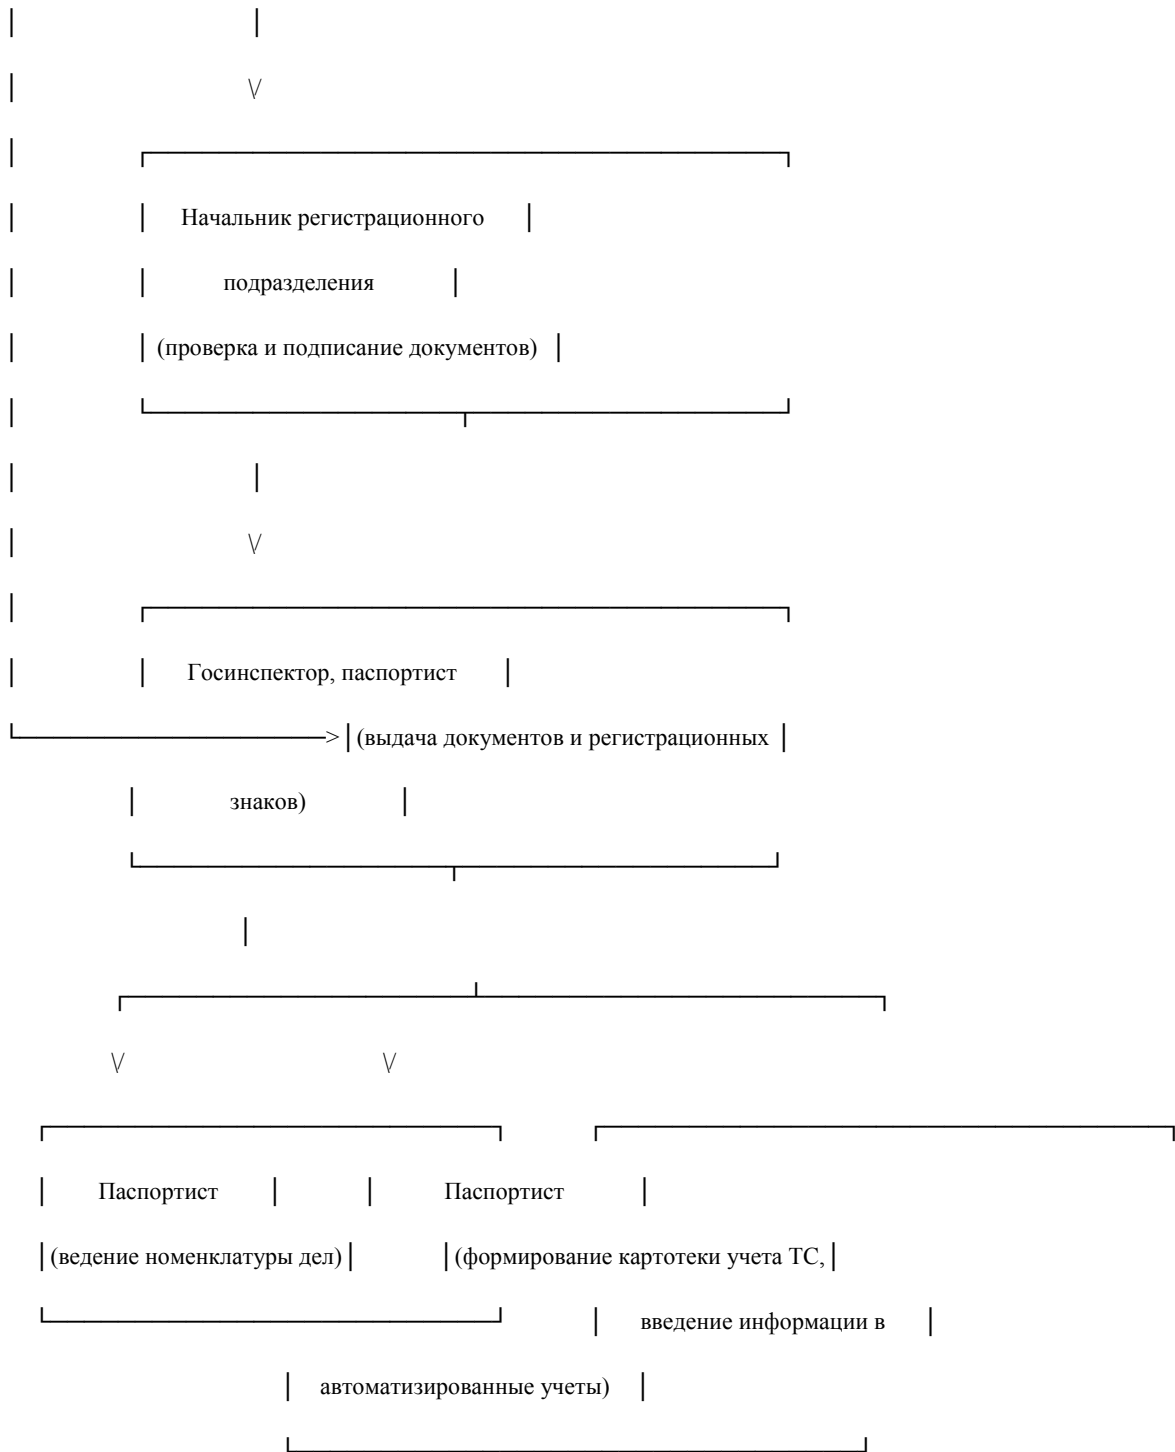 Начальник регистрационного
подразделения
(проверка и подписание документов)
Госинспектор, паспортист
(выдача документов и регистрационных
знаков)
Паспортист Паспортист
(ведение номенклатуры дел) (формирование картотеки учета ТС,
введение информации в
автоматизированные учеты)